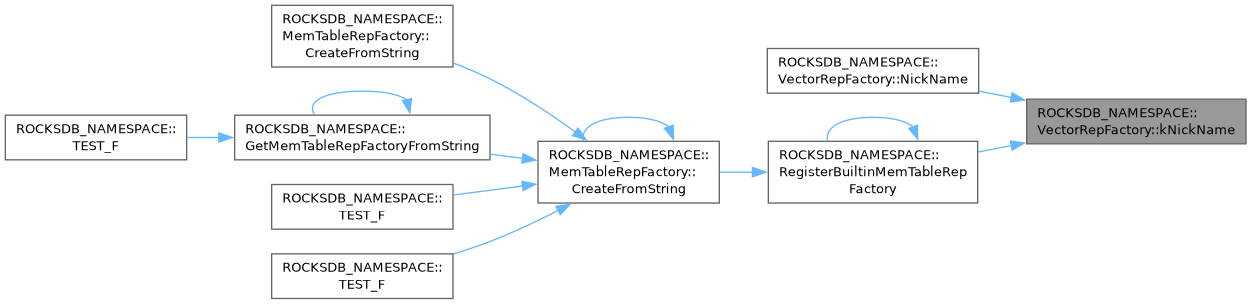 ROCKSDB_NAMESPACE::
MemTableRepFactory::
CreateFromString
ROCKSDB_NAMESPACE::
VectorRepFactory::NickName
ROCKSDB_NAMESPACE::
VectorRepFactory::kNickName
ROCKSDB_NAMESPACE::
TEST_F
ROCKSDB_NAMESPACE::
GetMemTableRepFactoryFromString
ROCKSDB_NAMESPACE::
MemTableRepFactory::
CreateFromString
ROCKSDB_NAMESPACE::
RegisterBuiltinMemTableRep
Factory
ROCKSDB_NAMESPACE::
TEST_F
ROCKSDB_NAMESPACE::
TEST_F